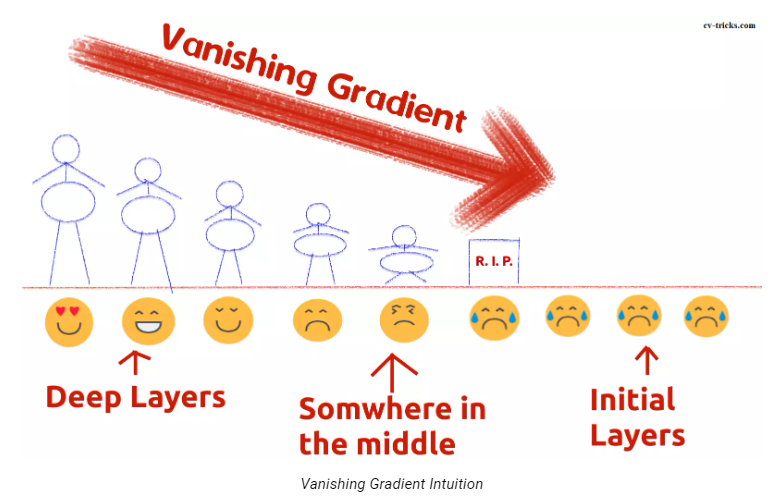 cv-tricks.com
Vanishing Gradient
R. I. P.
Deep Layers
Somwhere in
the middle
Initial
Layers
Vanishing Gradient Intuition